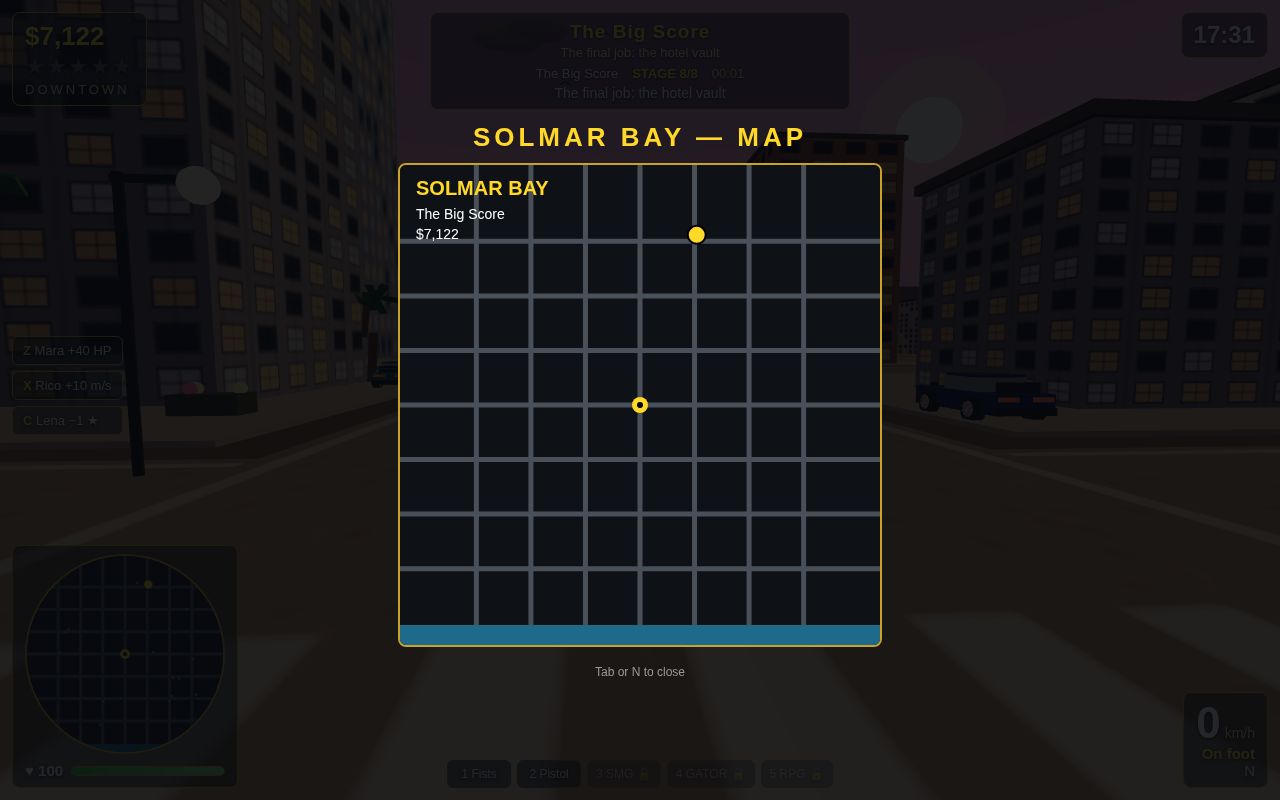 $7,122
★★★★★
DOWNTOWN
The Big Score
The final job: the hotel vault
The Big Score STAGE 8/8 00:01
The final job: the hotel vault
17:31
SOLMAR BAY — MAP
SOLMAR BAY
The Big Score
$7,122
Z Mara +40 HP
X Rico +10 m/s
C Lena −1 ★
Tab or N to close
♥ 100
1 Fists
2 Pistol
3 SMG 🔒
4 GATOR 🔒
5 RPG 🔒
0 km/h
On foot
N